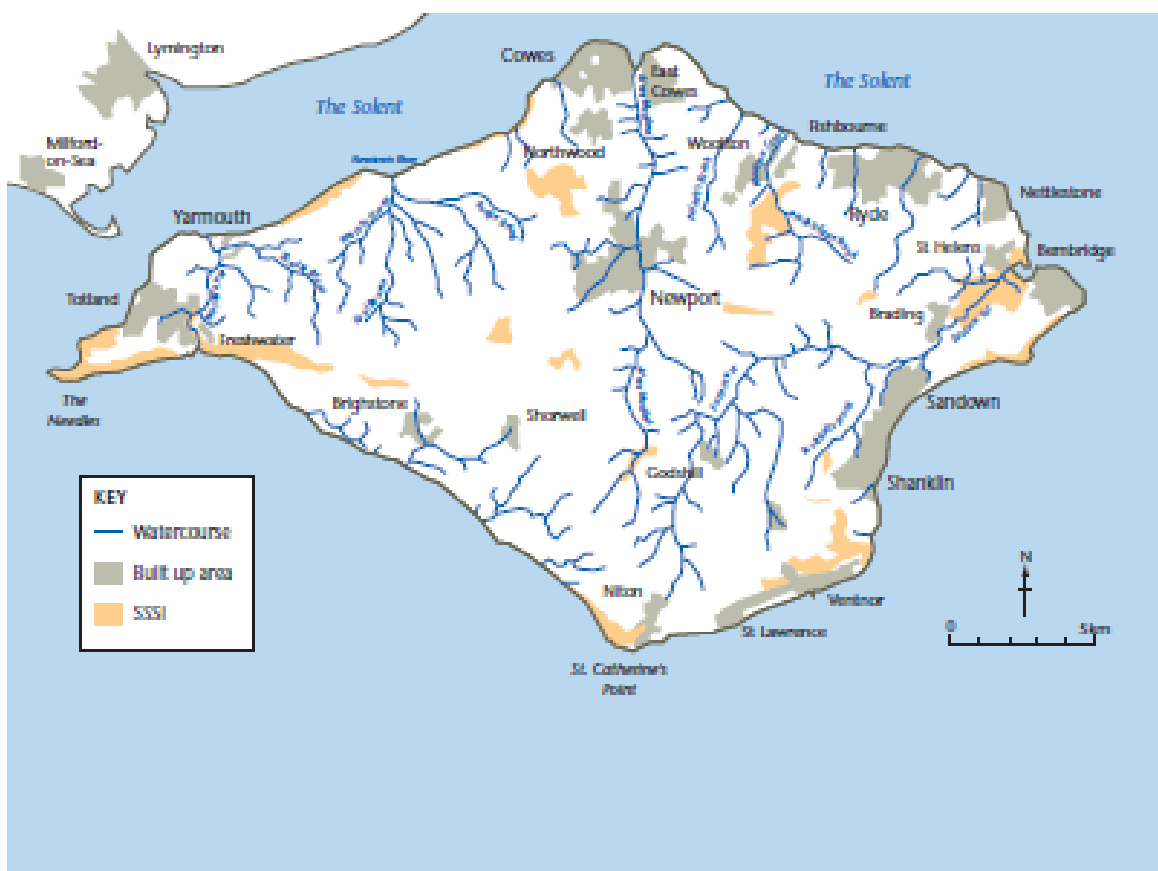 Lymington
Cowes
East
Cowes
The Solent
The Solent
Milford-
on-Sea
Fishbourne
Northwood
Wootton
Nettlestone
Yarmouth
Ryde
St Helens
Bembridge
Totland
Newport
Brading
Freshwater
The
Needles
Brighstone
Shorwell
Sandown
Godshill
Shanklin
KEY
Watercourse
Built up area
SSSI
N
Niton
Ventnor
0
5km
St Lawrence
St. Catherine's
Point